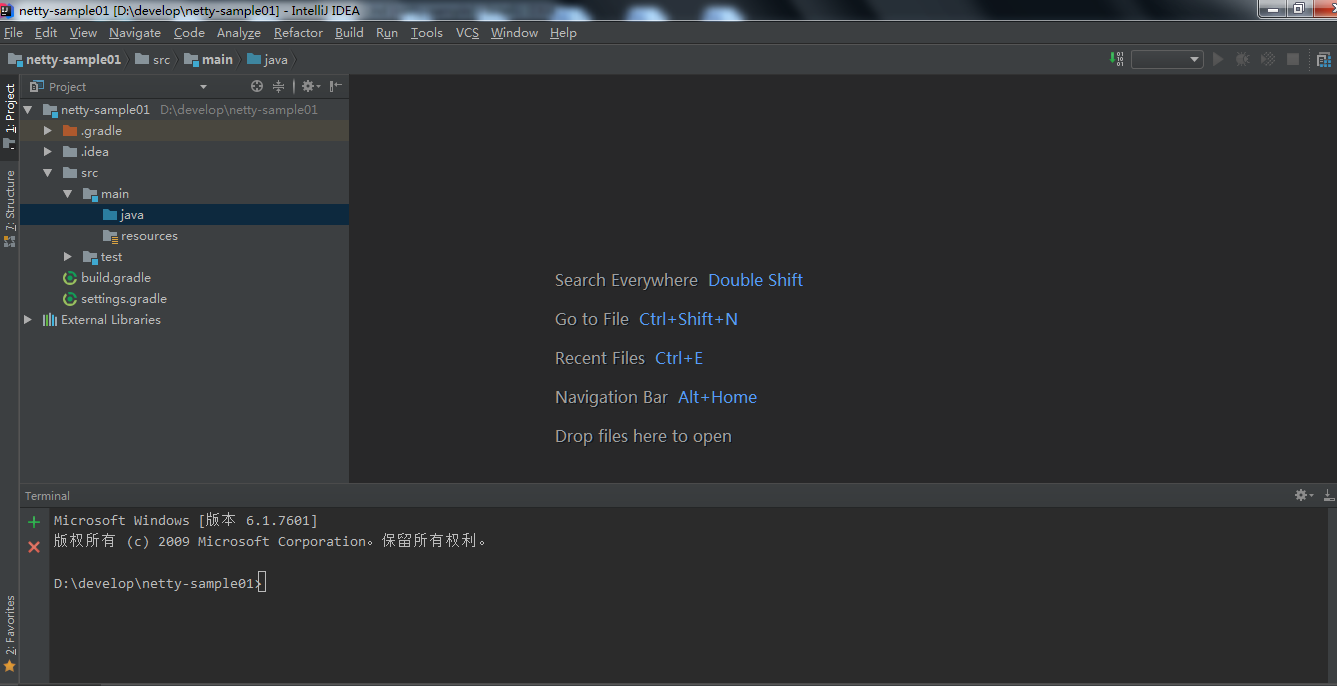 netty-sample01 [D:\develop\netty-sample01] - IntelliJ IDEA
File Edit View Navigate Code Analyze Refactor Build Run Tools VCS Window Help
netty-sample01 src main java
1: Project
7: Structure
2: Favorites
Project
netty-sample01 D:\develop\netty-sample01
.gradle
.idea
src
main
java
resources
test
build.gradle
settings.gradle
External Libraries
Search Everywhere Double Shift
Go to File Ctrl+Shift+N
Recent Files Ctrl+E
Navigation Bar Alt+Home
Drop files here to open
Terminal
Microsoft Windows [版本 6.1.7601]
版权所有 (c) 2009 Microsoft Corporation。保留所有权利。
D:\develop\netty-sample01>